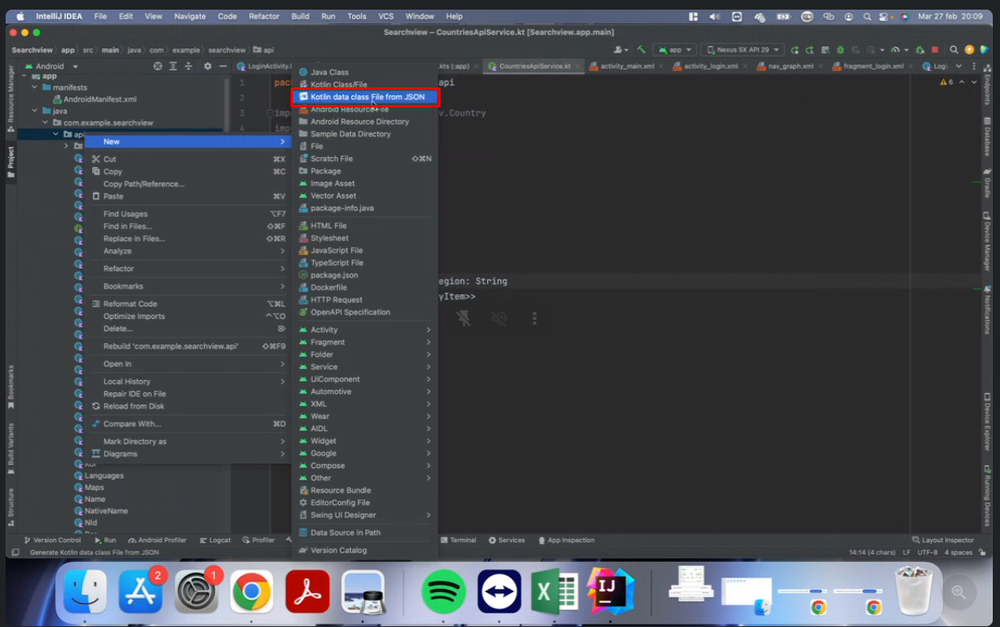 IntelliJ IDEA File Edit View Navigate Code Refactor Build Run Tools VCS Window Help Mar 27 feb 20:09
Searchview – CountriesApiService.kt [Searchview.app.main]
Searchview app src main java com example searchview api
app Nexus 5X API 29
Android
LoginActivity. .kts (:app) CountriesApiService.kt activity_main.xml activity_login.xml nav_graph.xml fragment_login.xml
Resource Manager
Project
Bookmarks
Build Variants
Structure
app
manifests
AndroidManifest.xml
java
com.example.searchview
api
Languages
Maps
Name
NativeName
NId
New
Cut ⌘X
Copy ⌘C
Copy Path/Reference...
Paste ⌘V
Find Usages ⌥F7
Find in Files... ⇧⌘F
Replace in Files... ⇧⌘R
Analyze
Refactor
Bookmarks
Reformat Code ⌥⌘L
Optimize Imports ⌃⌥O
Delete... ⌦
Rebuild 'com.example.searchview.api' ⇧⌘F9
Open In
Local History
Repair IDE on File
Reload from Disk
Compare With... ⌘D
Mark Directory as
Diagrams
Java Class
Kotlin Class/File
Kotlin data class File from JSON
Android Resource File
Android Resource Directory
Sample Data Directory
File
Scratch File ⇧⌘N
Package
Image Asset
Vector Asset
package-info.java
HTML File
Stylesheet
JavaScript File
TypeScript File
package.json
Dockerfile
HTTP Request
OpenAPI Specification
Activity
Fragment
Folder
Service
UiComponent
Automotive
XML
Wear
AIDL
Widget
Google
Compose
Other
Resource Bundle
EditorConfig File
Swing UI Designer
Data Source in Path
Version Catalog
1 pac api
2
3 imp v.Country
4 imp
egion: String
yItem>>
6
Endpoints
Database
Gradle
Device Manager
Notifications
Device Explorer
Running Devices
Version Control Run Android Profiler Logcat Profiler Terminal Services App Inspection Layout Inspector
Generate Kotlin data class File from JSON 14:14 (4 chars) LF UTF-8 4 spaces
2
1
IJ